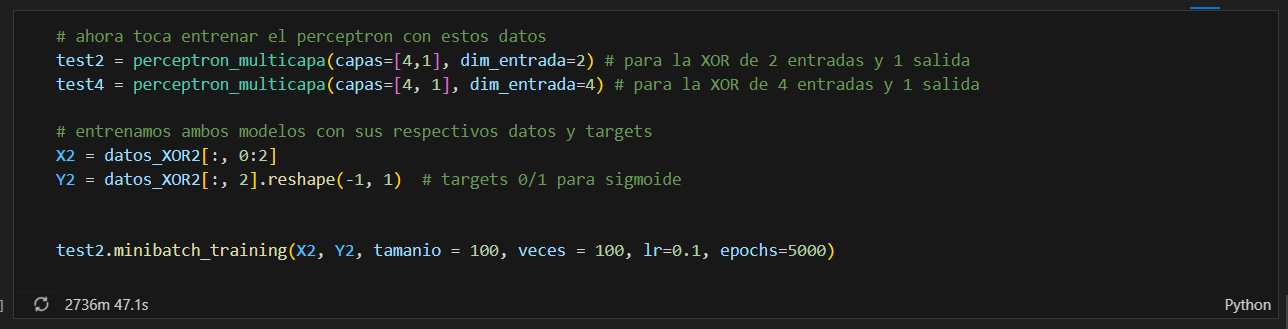 # ahora toca entrenar el perceptron con estos datos
test2 = perceptron_multicapa(capas=[4,1], dim_entrada=2) # para la XOR de 2 entradas y 1 salida
test4 = perceptron_multicapa(capas=[4, 1], dim_entrada=4) # para la XOR de 4 entradas y 1 salida
# entrenamos ambos modelos con sus respectivos datos y targets
X2 = datos_XOR2[:, 0:2]
Y2 = datos_XOR2[:, 2].reshape(-1, 1)  # targets 0/1 para sigmoide
test2.minibatch_training(X2, Y2, tamanio = 100, veces = 100, lr=0.1, epochs=5000)
] 2736m 47.1s Python